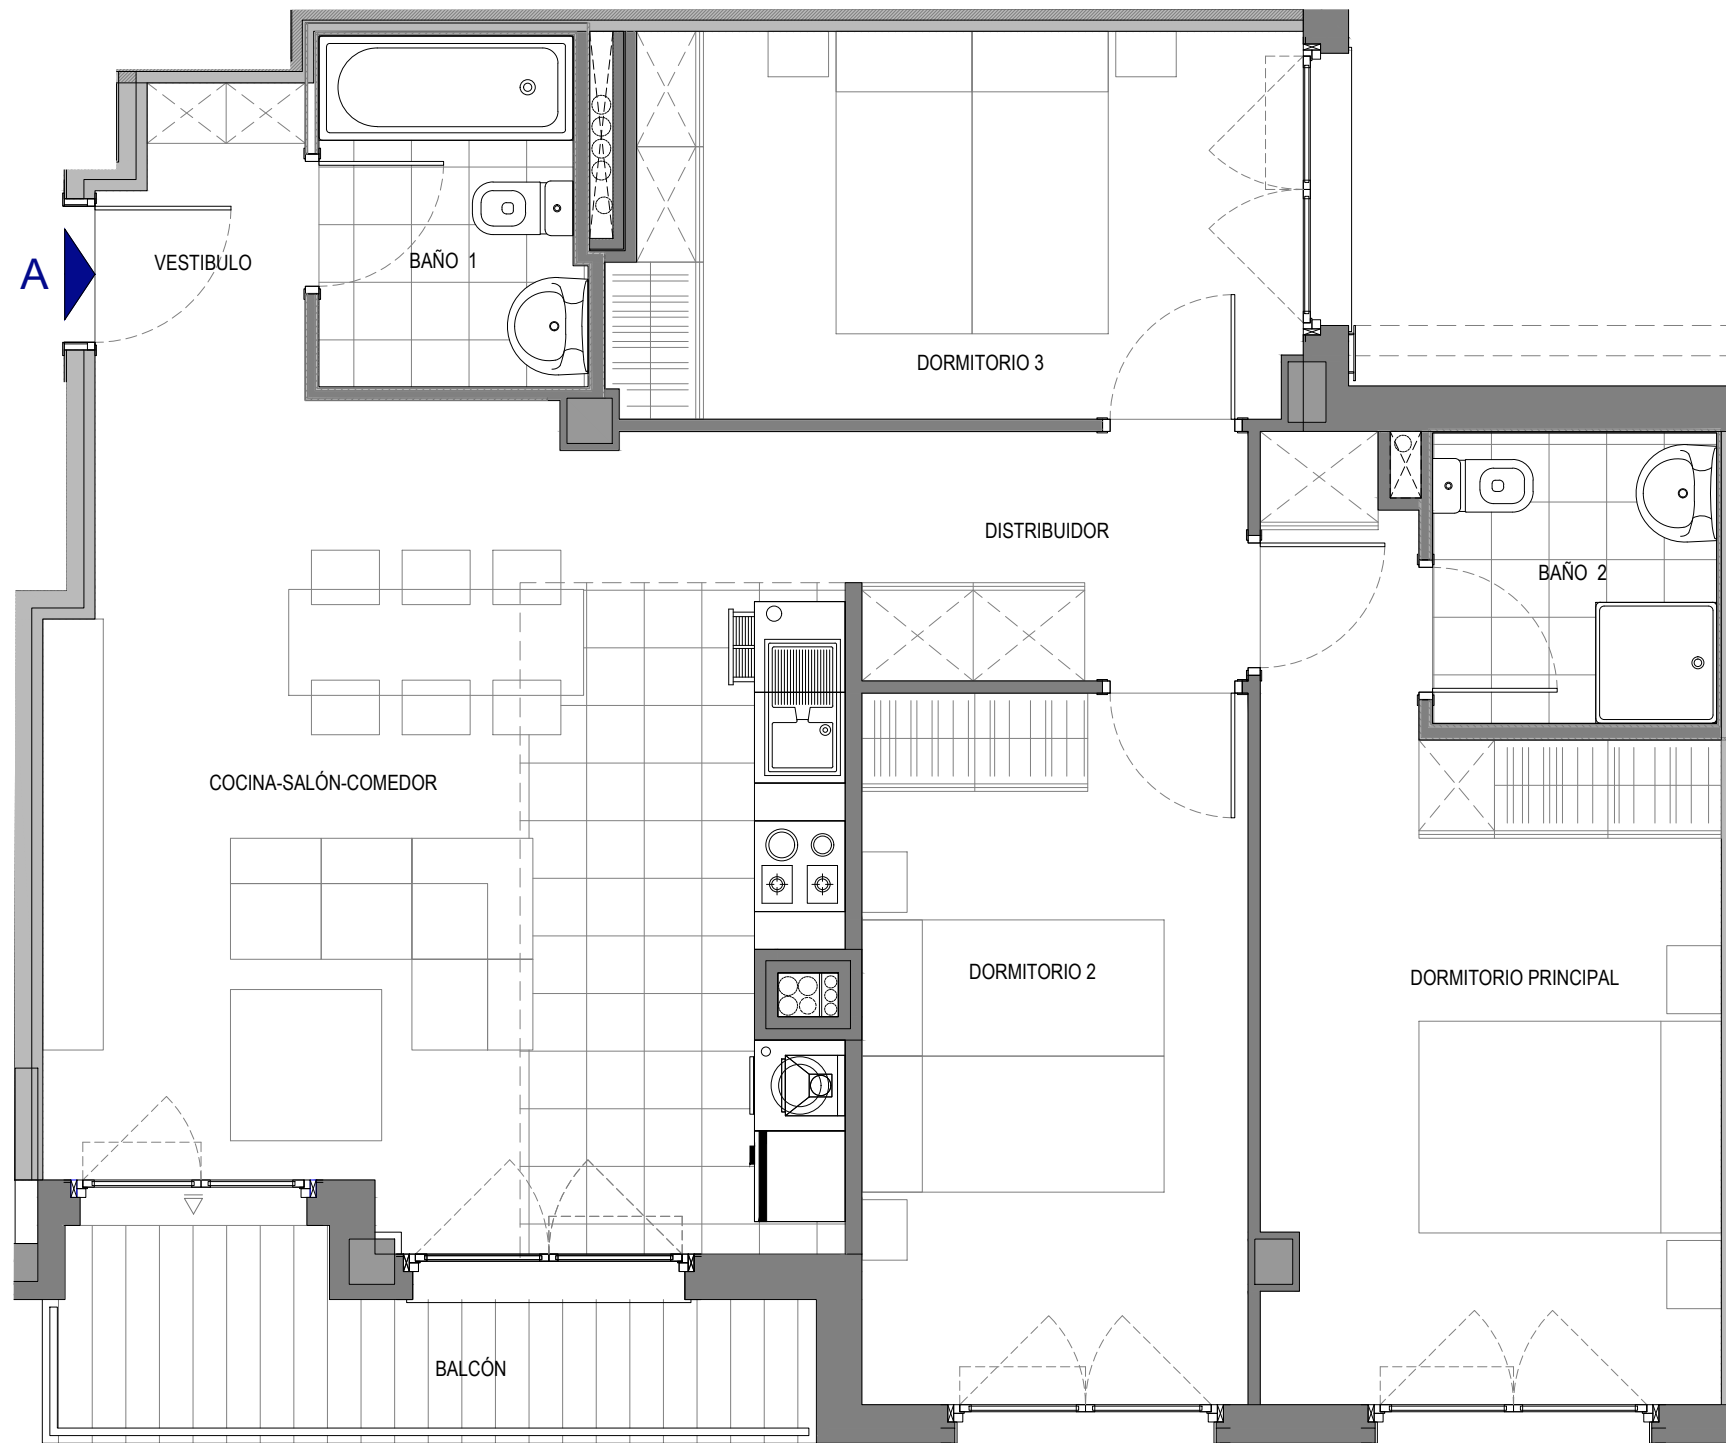 A
VESTIBULO
BAÑO 1
DORMITORIO 3
DISTRIBUIDOR
BAÑO 2
COCINA-SALÓN-COMEDOR
DORMITORIO 2
DORMITORIO PRINCIPAL
BALCÓN